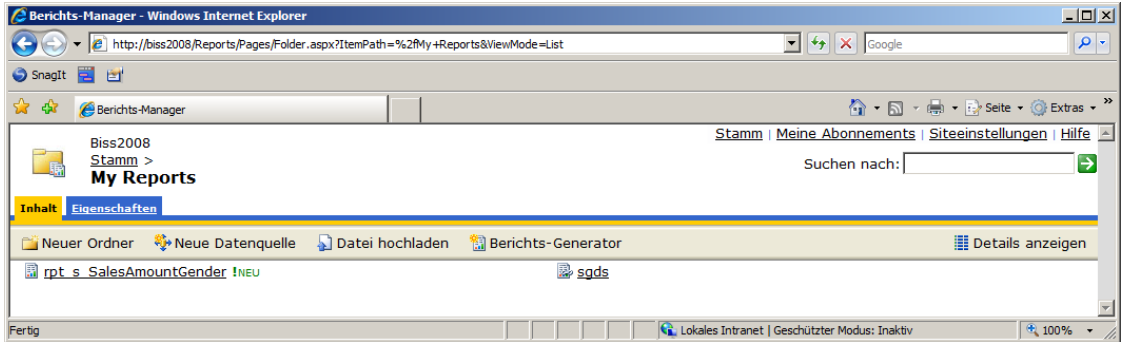 Berichts-Manager - Windows Internet Explorer
http://biss2008/Reports/Pages/Folder.aspx?ItemPath=%2fMy+Reports&ViewMode=List
Google
SnagIt
Berichts-Manager
Seite Extras »
Stamm | Meine Abonnements | Siteeinstellungen | Hilfe
Biss2008
Stamm >
My Reports
Suchen nach:
Inhalt Eigenschaften
Neuer Ordner Neue Datenquelle Datei hochladen Berichts-Generator Details anzeigen
rpt_s_SalesAmountGender !NEU sgds
Fertig Lokales Intranet | Geschützter Modus: Inaktiv 100%